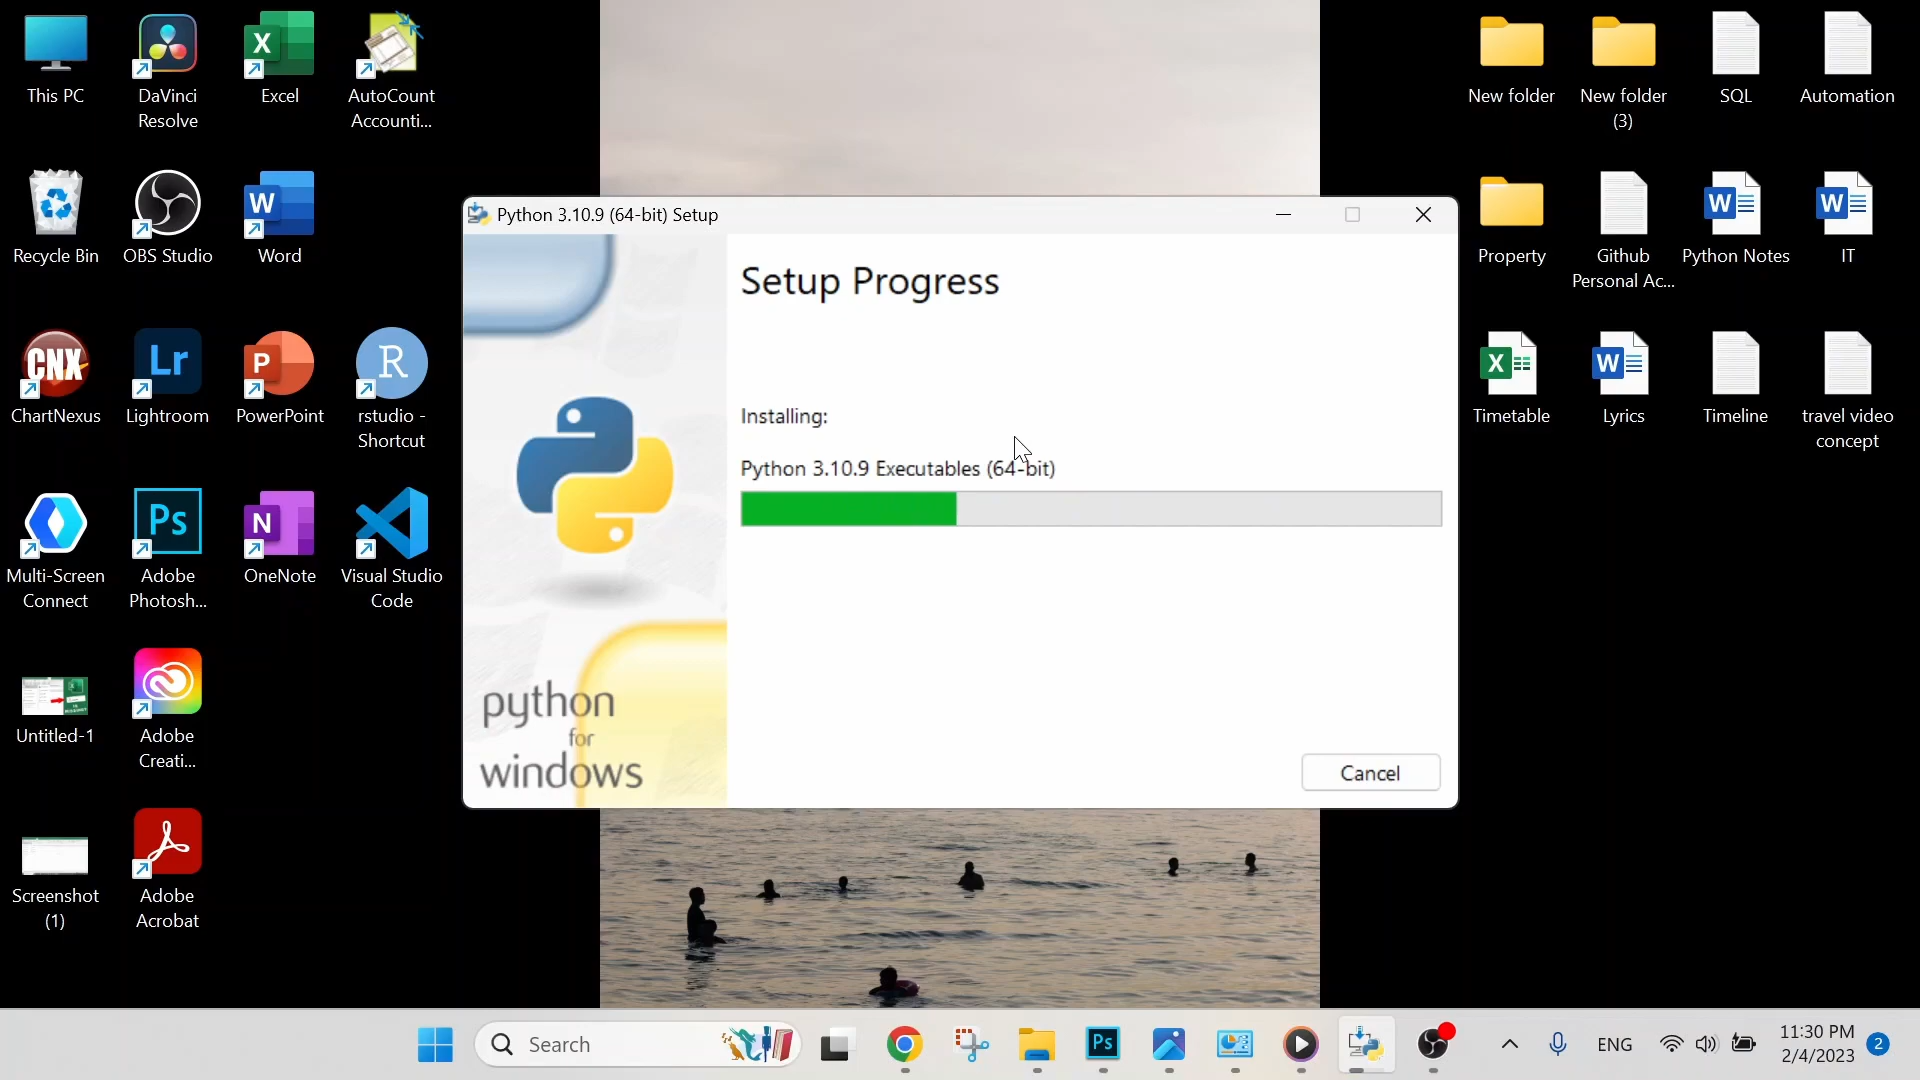 This PC
DaVinci
Resolve
Excel
AutoCount
Accounti...
Recycle Bin
OBS Studio
Word
ChartNexus
Lightroom
PowerPoint
rstudio -
Shortcut
Multi-Screen
Connect
Adobe
Photosh...
OneNote
Visual Studio
Code
Untitled-1
Adobe
Creati...
Screenshot
(1)
Adobe
Acrobat
Python 3.10.9 (64-bit) Setup
Setup Progress
Installing:
Python 3.10.9 Executables (64-bit)
python
for
windows
Cancel
New folder
New folder
(3)
SQL
Automation
Property
Github
Personal Ac...
Python Notes
IT
Timetable
Lyrics
Timeline
travel video
concept
X
W
CNX
Lr
P
R
Ps
N
W
W
X
W
Search
Ps
ENG
11:30 PM
2/4/2023
2